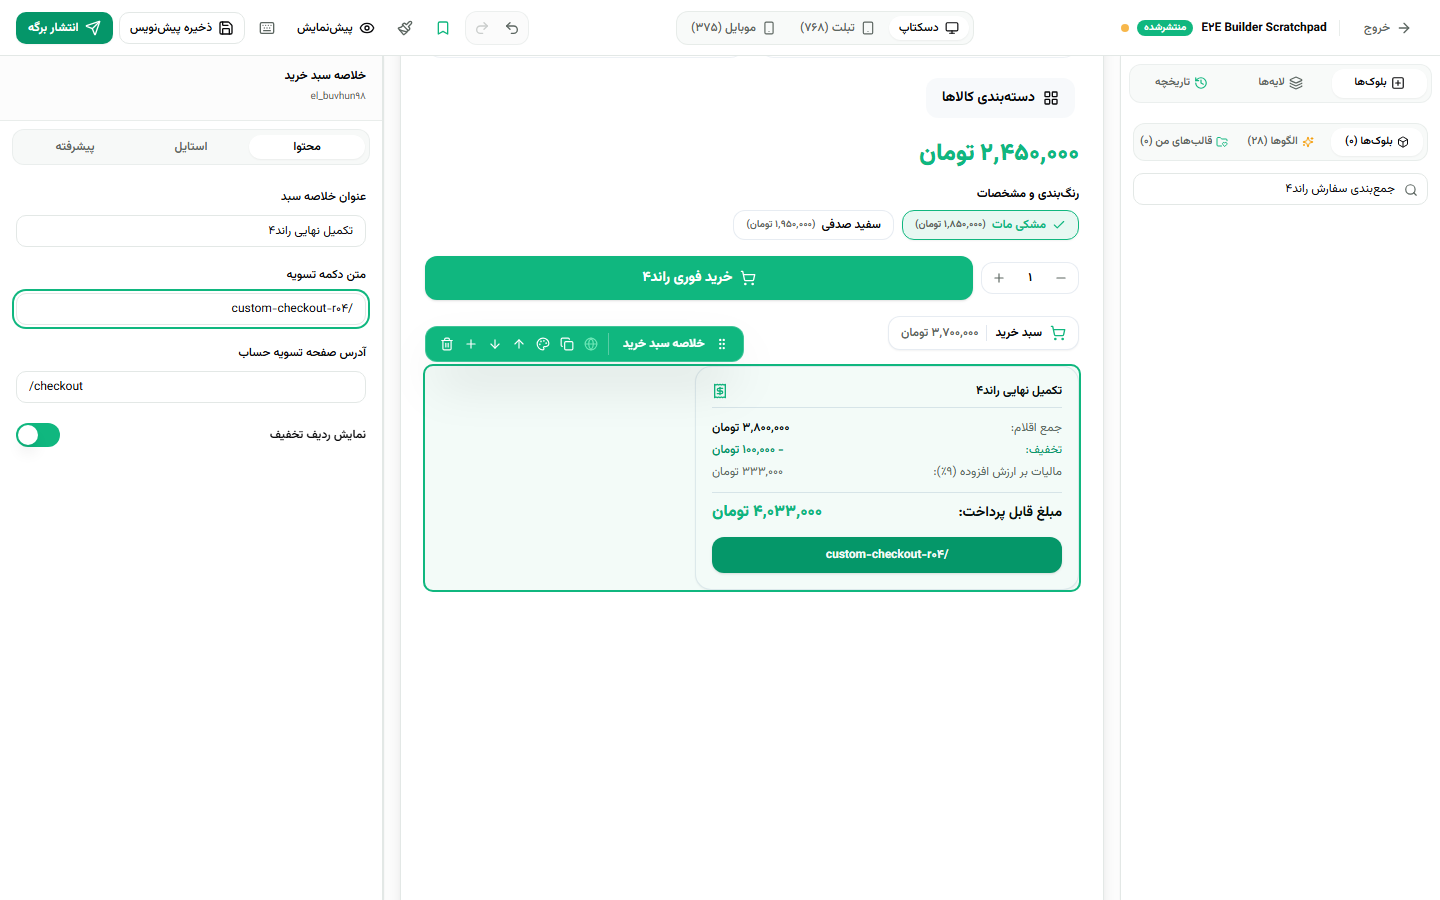 خروج
E۲E Builder Scratchpad
منتشرشده
دسکتاپ
تبلت (۷۶۸)
موبایل (۳۷۵)
پیش‌نمایش
ذخیره پیش‌نویس
انتشار برگه
بلوک‌ها
لایه‌ها
تاریخچه
بلوک‌ها (۰)
الگوها (۲۸)
قالب‌های من (۰)
جمع‌بندی سفارش راند۴
دسته‌بندی کالاها
۲,۴۵۰,۰۰۰ تومان
رنگ‌بندی و مشخصات
مشکی مات (۱,۸۵۰,۰۰۰ تومان)
سفید صدفی (۱,۹۵۰,۰۰۰ تومان)
۱
خرید فوری راند۴
سبد خرید
۳,۷۰۰,۰۰۰ تومان
خلاصه سبد خرید
تکمیل نهایی راند۴
جمع اقلام:
۳,۸۰۰,۰۰۰ تومان
تخفیف:
- ۱۰۰,۰۰۰ تومان
مالیات بر ارزش افزوده (۹٪):
۳۳۳,۰۰۰ تومان
مبلغ قابل پرداخت:
۴,۰۳۳,۰۰۰ تومان
custom-checkout-r۰۴/
خلاصه سبد خرید
el_buvhun۹۸
محتوا
استایل
پیشرفته
عنوان خلاصه سبد
تکمیل نهایی راند۴
متن دکمه تسویه
custom-checkout-r۰۴/
آدرس صفحه تسویه حساب
/checkout
نمایش ردیف تخفیف